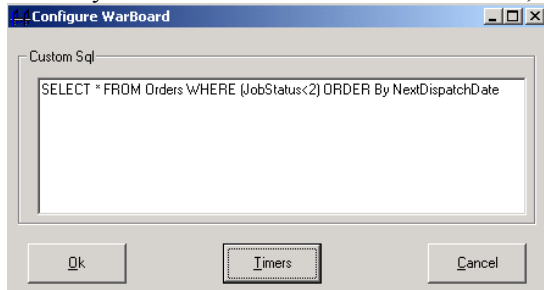 Configure WarBoard
Custom Sql
SELECT * FROM Orders WHERE (JobStatus<2) ORDER By NextDispatchDate
Ok
Timers
Cancel